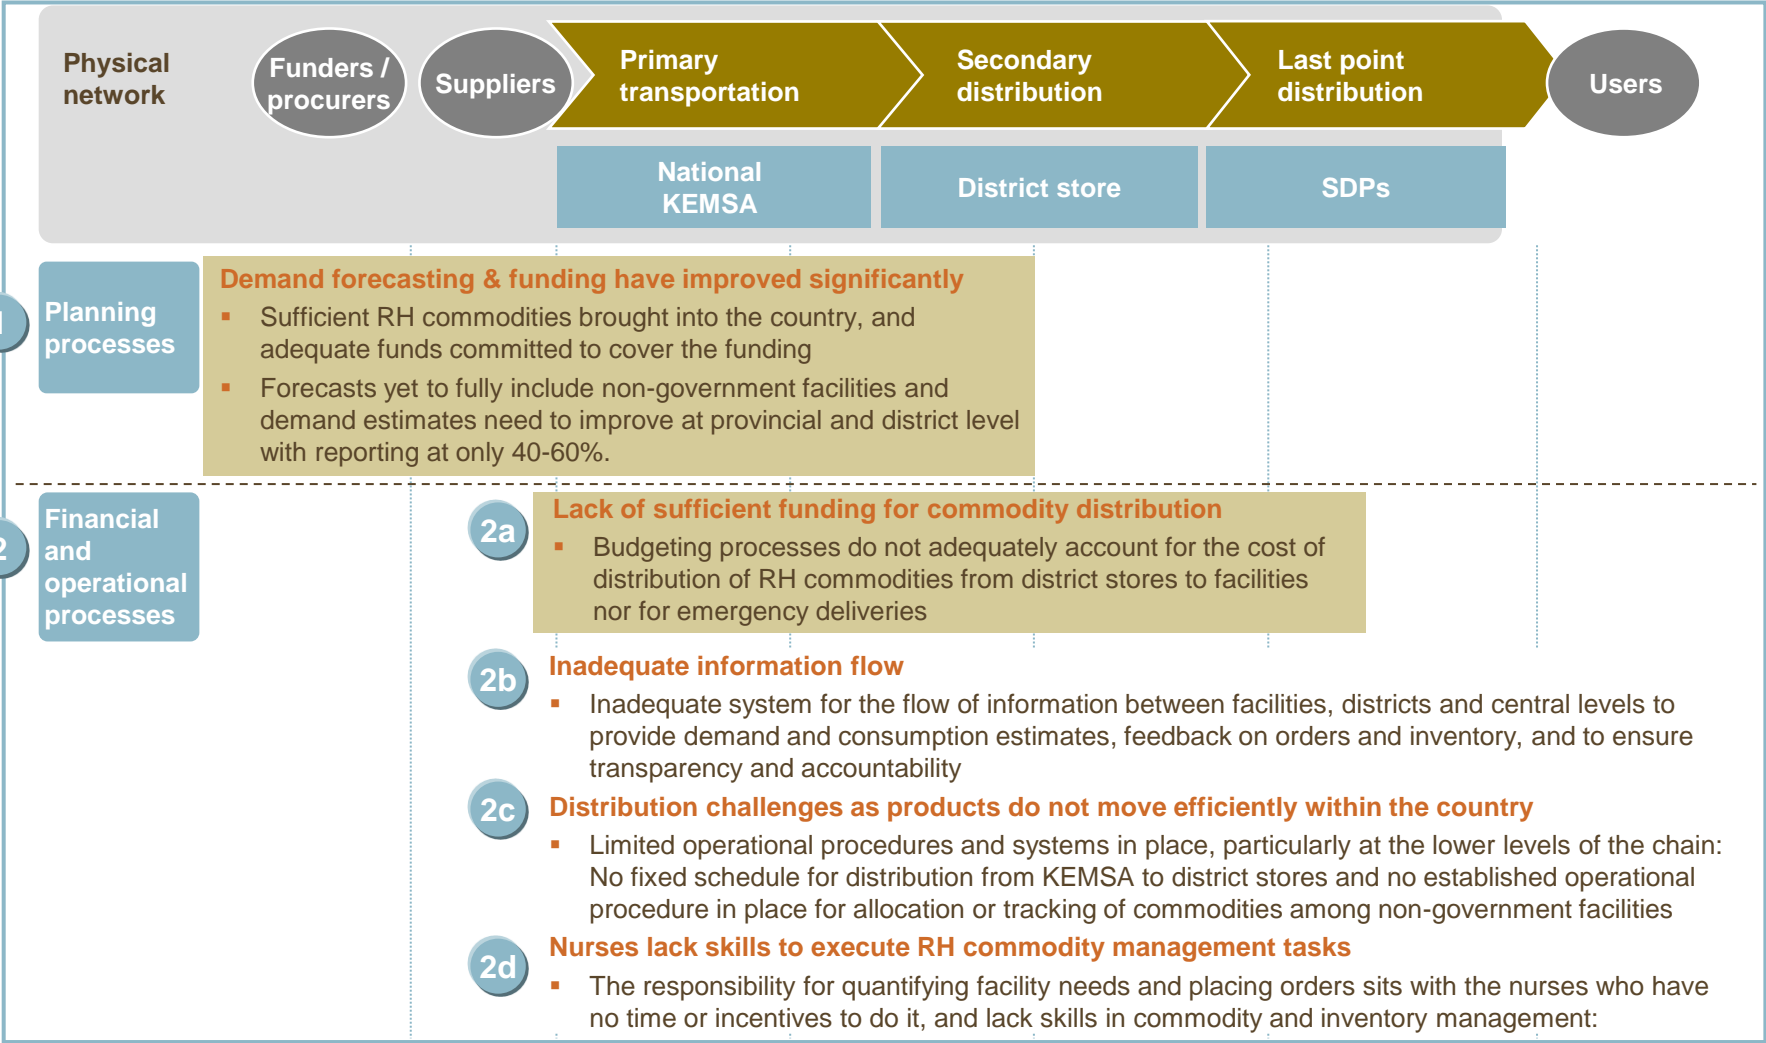 Physical
network
Funders /
procurers
Suppliers
Primary
transportation
Secondary
distribution
Last point
distribution
Users
National
KEMSA
District store
SDPs
1
Planning
processes
Demand forecasting & funding have improved significantly
▪ Sufficient RH commodities brought into the country, and
adequate funds committed to cover the funding
▪ Forecasts yet to fully include non-government facilities and
demand estimates need to improve at provincial and district level
with reporting at only 40-60%.
2
Financial
and
operational
processes
2a
Lack of sufficient funding for commodity distribution
▪ Budgeting processes do not adequately account for the cost of
distribution of RH commodities from district stores to facilities
nor for emergency deliveries
2b
Inadequate information flow
▪ Inadequate system for the flow of information between facilities, districts and central levels to
provide demand and consumption estimates, feedback on orders and inventory, and to ensure
transparency and accountability
2c
Distribution challenges as products do not move efficiently within the country
▪ Limited operational procedures and systems in place, particularly at the lower levels of the chain:
No fixed schedule for distribution from KEMSA to district stores and no established operational
procedure in place for allocation or tracking of commodities among non-government facilities
2d
Nurses lack skills to execute RH commodity management tasks
▪ The responsibility for quantifying facility needs and placing orders sits with the nurses who have
no time or incentives to do it, and lack skills in commodity and inventory management: